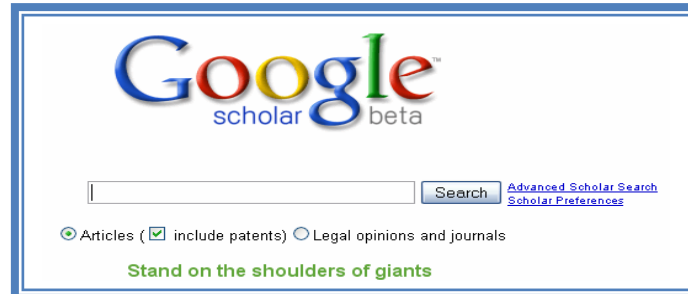 Google™
scholar beta
Search Advanced Scholar Search
Scholar Preferences
Articles ( include patents) Legal opinions and journals
Stand on the shoulders of giants